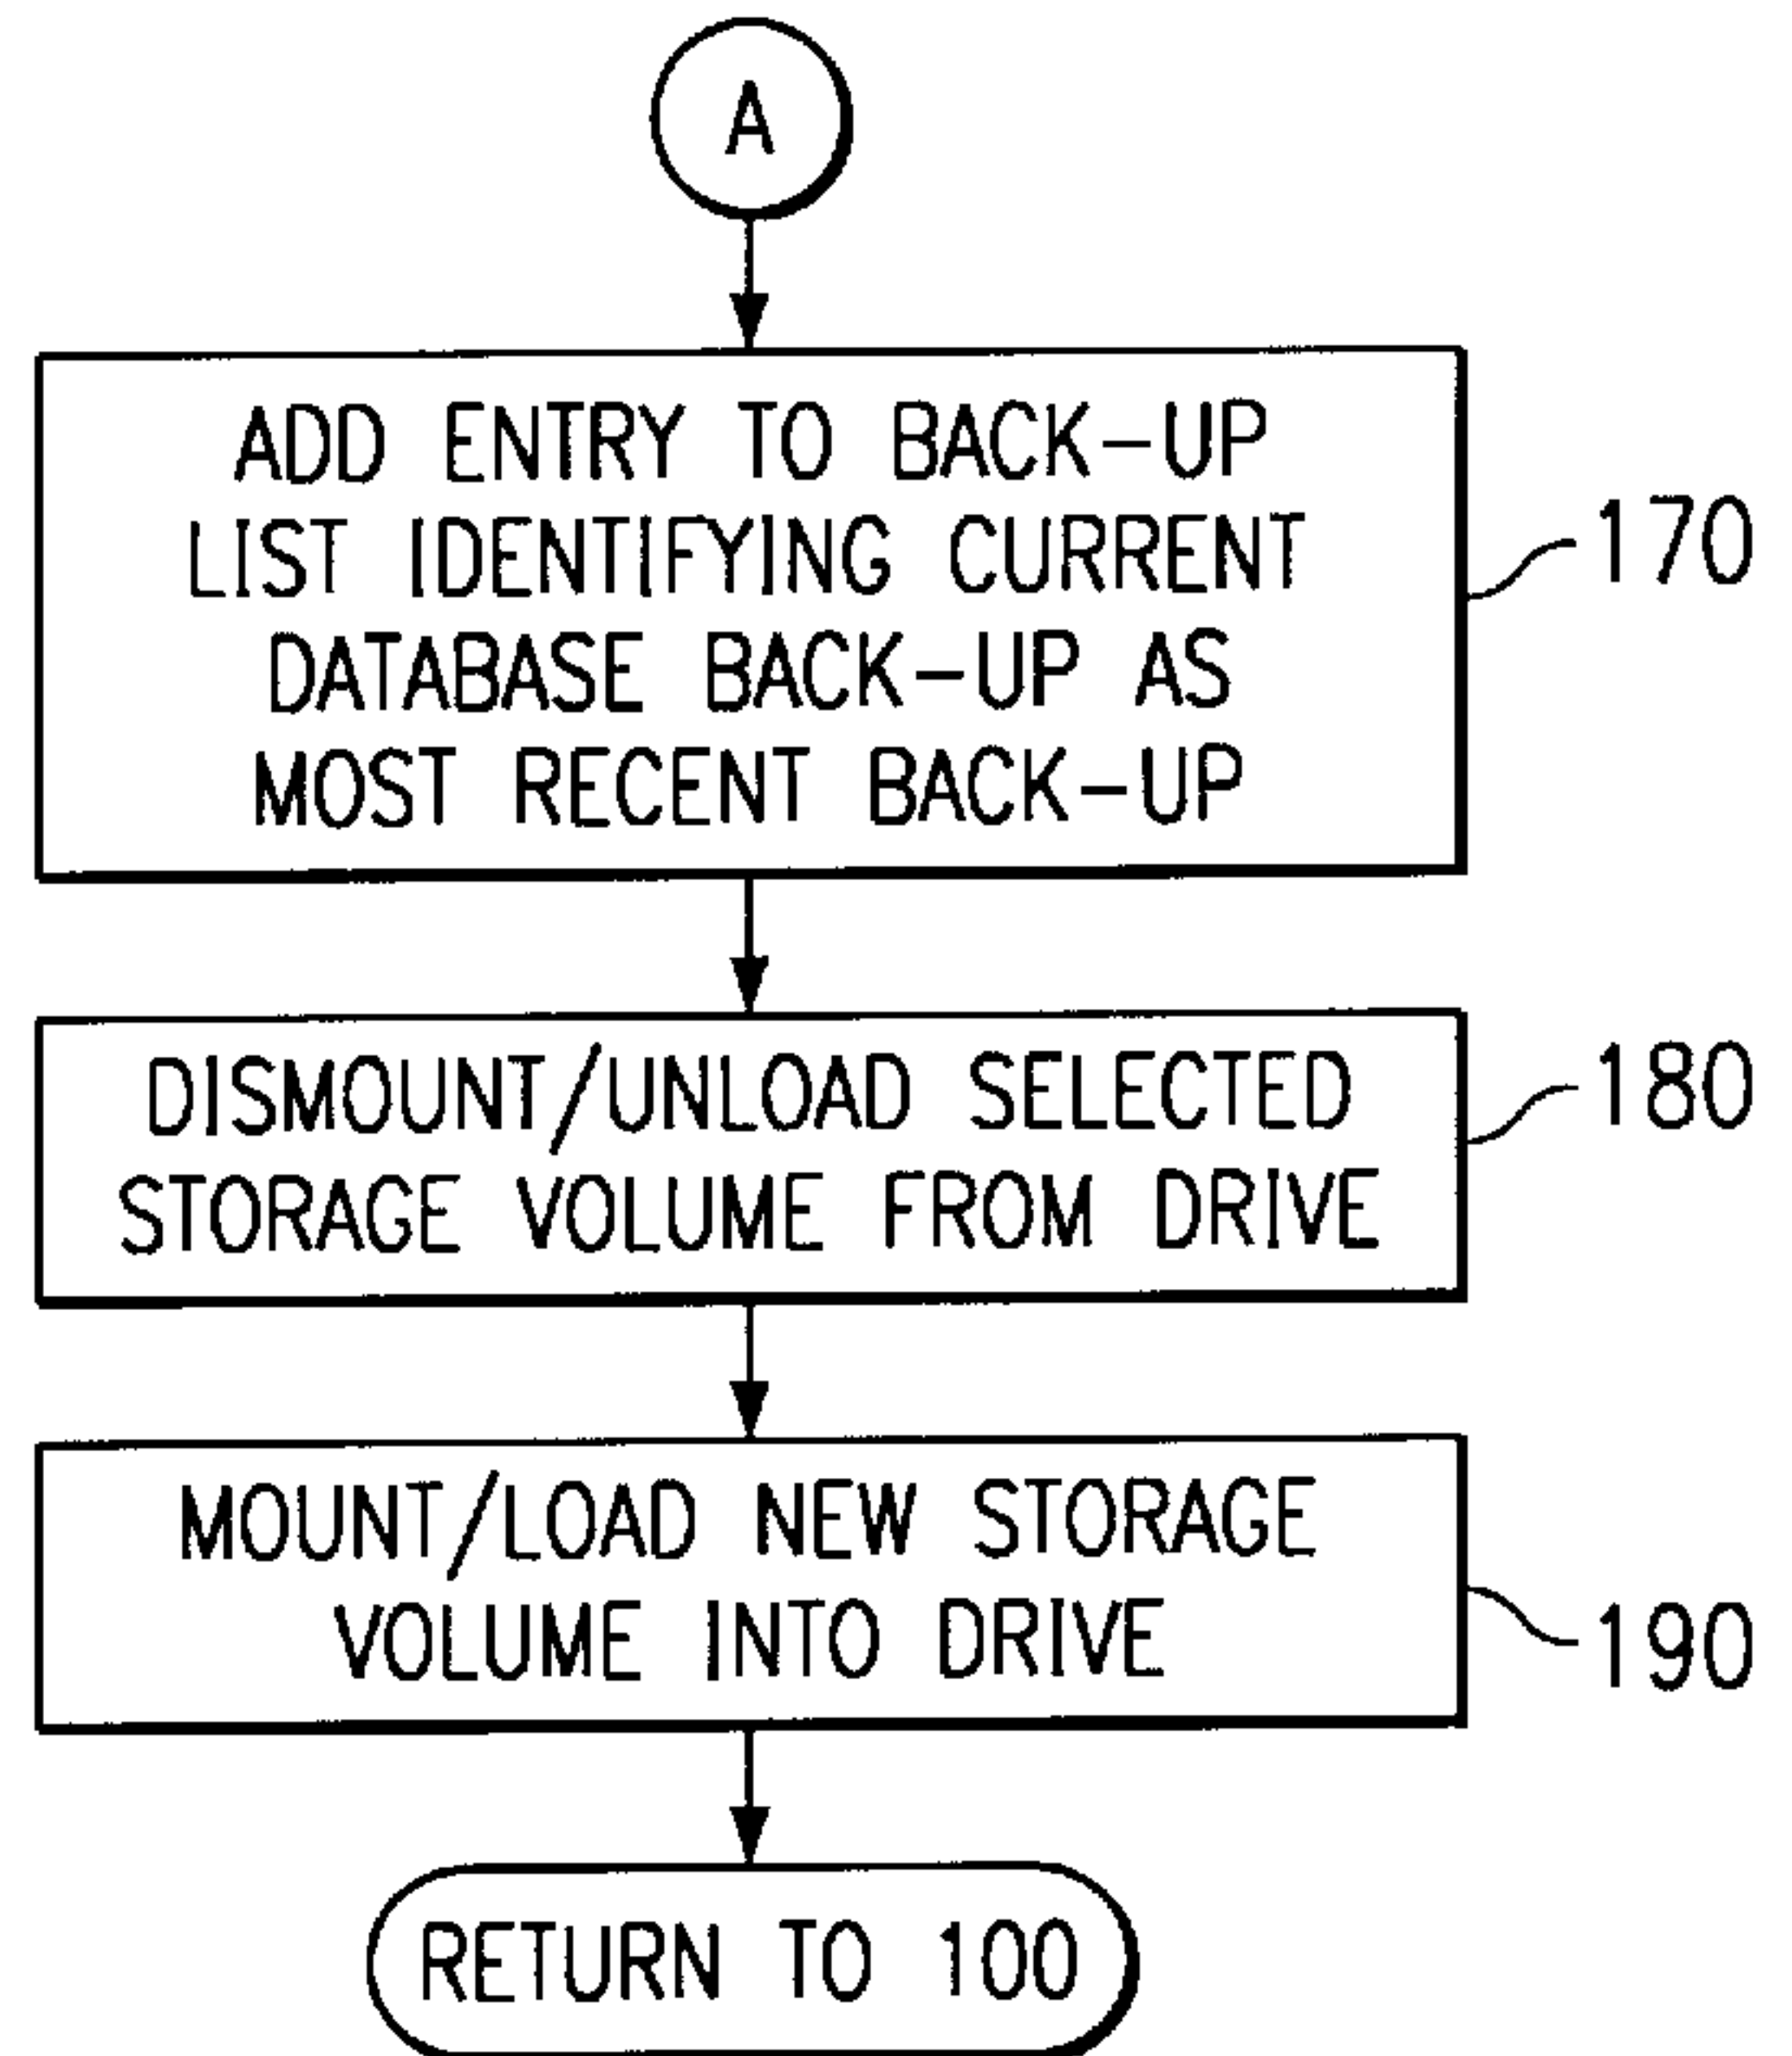 A
ADD ENTRY TO BACK-UP
LIST IDENTIFYING CURRENT
DATABASE BACK-UP AS
MOST RECENT BACK-UP
170
DISMOUNT/UNLOAD SELECTED
STORAGE VOLUME FROM DRIVE
180
MOUNT/LOAD NEW STORAGE
VOLUME INTO DRIVE
190
RETURN TO 100